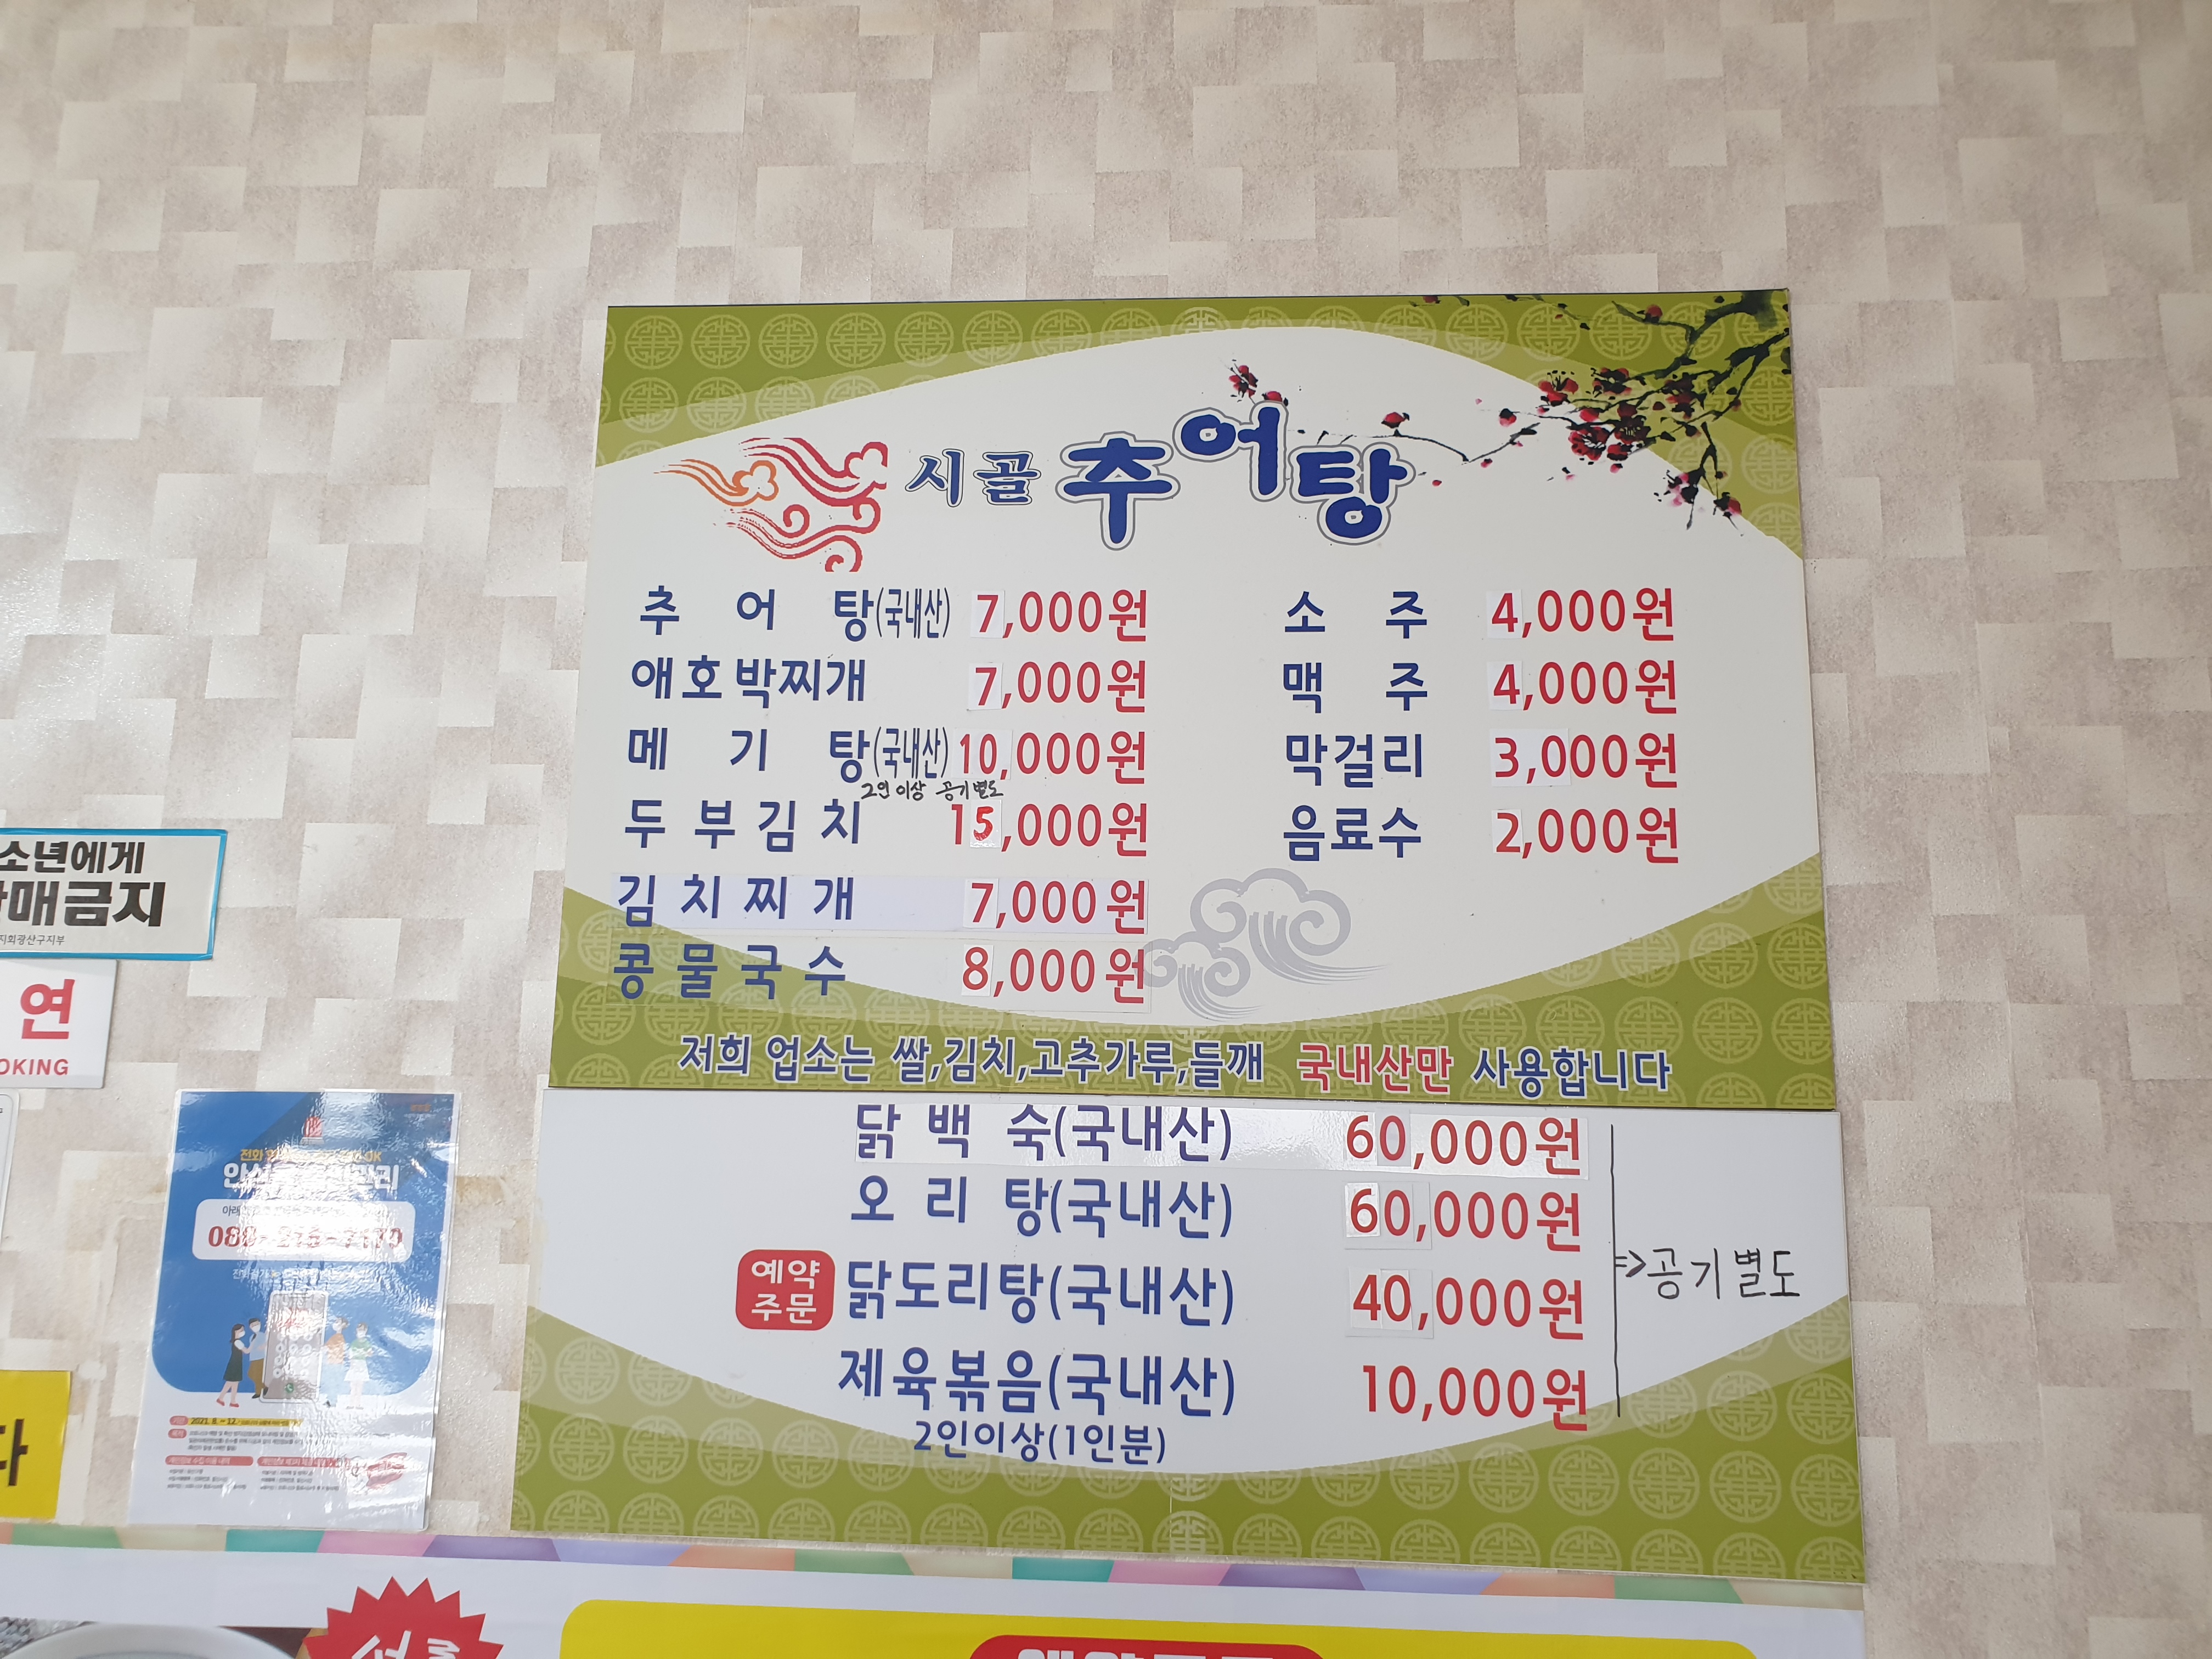 시골 추어탕
추 어 탕(국내산) 7,000원
애호박찌개 7,000원
메 기 탕(국내산) 10,000원
2인 이상 공기별도
두부김치 15,000원
김치찌개 7,000원
콩물국수 8,000원
소 주 4,000원
맥 주 4,000원
막걸리 3,000원
음료수 2,000원
저희 업소는 쌀,김치,고추가루,들깨 국내산만 사용합니다
닭 백 숙(국내산) 60,000원
오 리 탕(국내산) 60,000원
예약
주문
닭도리탕(국내산) 40,000원
제육볶음(국내산) 10,000원
2인이상(1인분)
⇒공기별도
소년에게
매금지
지회광산구지부
연
OKING
다